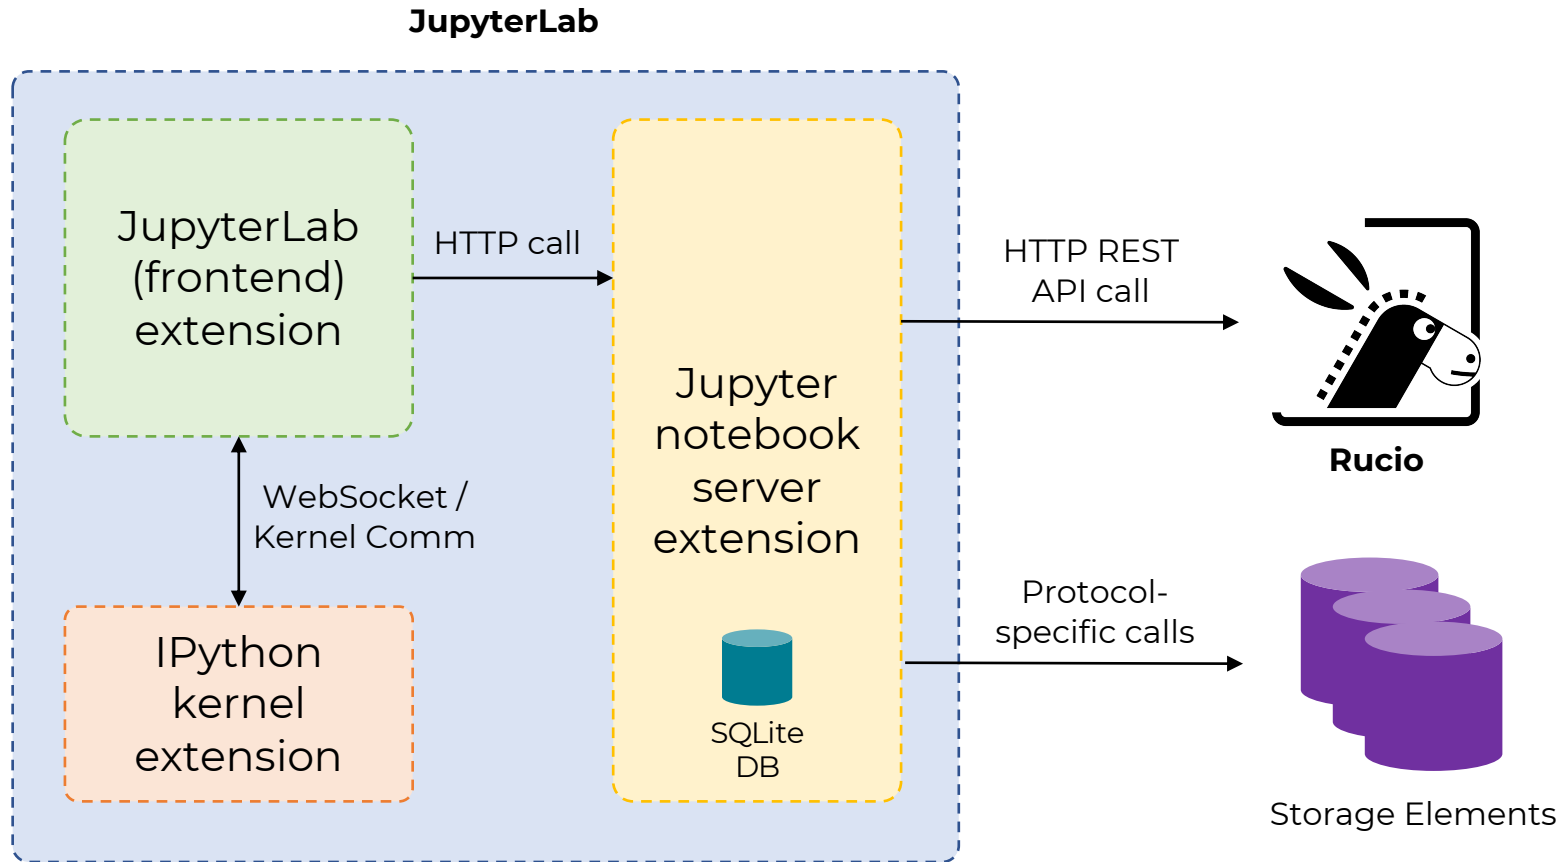 JupyterLab
JupyterLab
(frontend)
extension
HTTP call
WebSocket /
Kernel Comm
IPython
kernel
extension
Jupyter
notebook
server
extension
SQLite
DB
HTTP REST
API call
Rucio
Protocol-
specific calls
Storage Elements